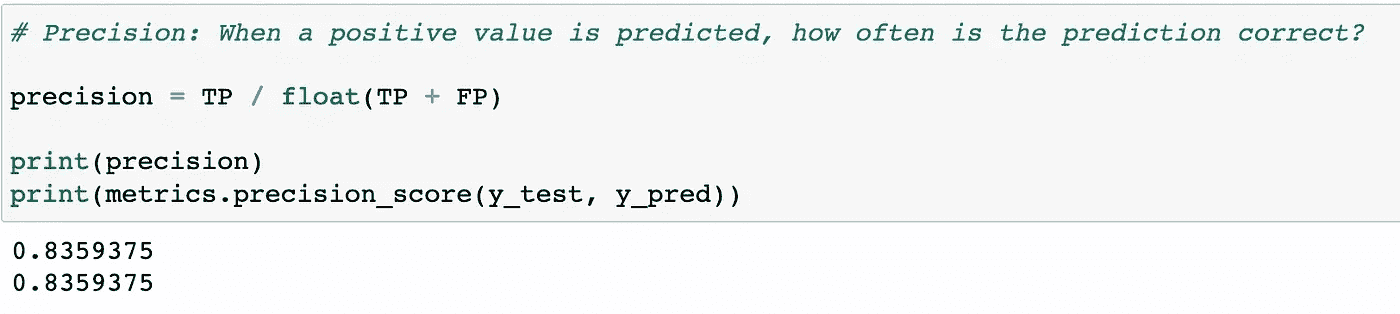 # Precision: When a positive value is predicted, how often is the prediction correct?
precision = TP / float(TP + FP)
print(precision)
print(metrics.precision_score(y_test, y_pred))
0.8359375
0.8359375